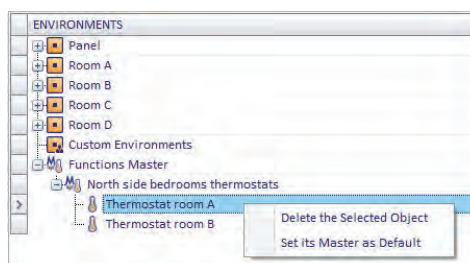 ENVIRONMENTS
Panel
Room A
Room B
Room C
Room D
Custom Environments
Functions Master
North side bedrooms thermostats
Thermostat room A
Thermostat room B
Delete the Selected Object
Set its Master as Default